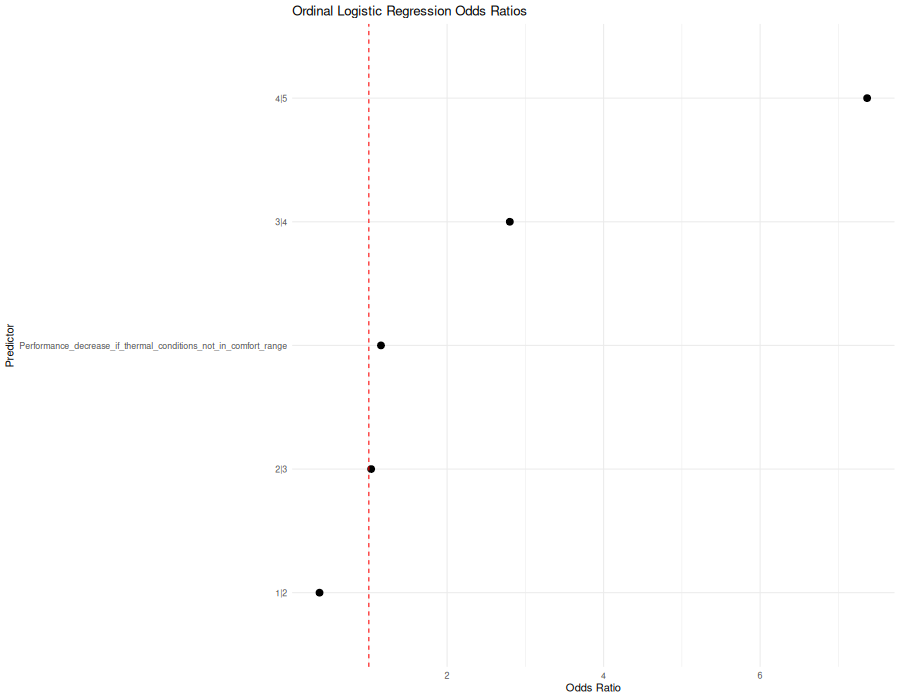 Ordinal Logistic Regression Odds Ratios
4|5
3|4
Performance_decrease_if_thermal_conditions_not_in_comfort_range
2|3
1|2
Predictor
2 4 6
Odds Ratio